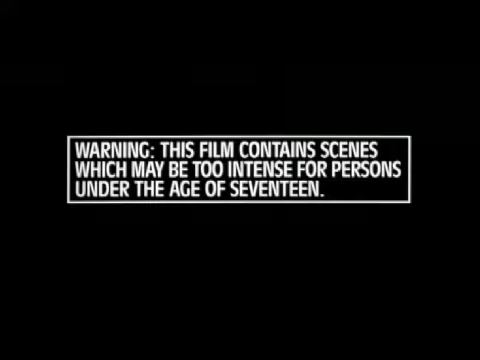 WARNING: THIS FILM CONTAINS SCENES
WHICH MAY BE TOO INTENSE FOR PERSONS
UNDER THE AGE OF SEVENTEEN.